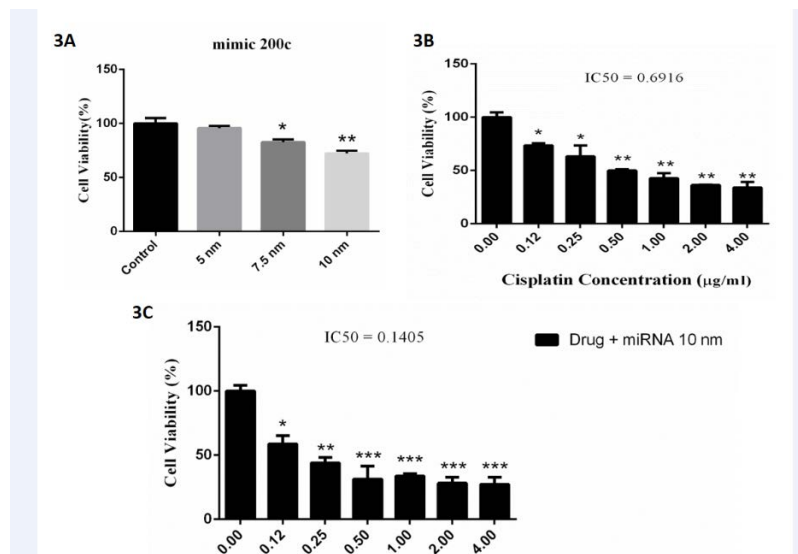 3A
mimic 200c
Cell Viability(%)
150
100
50
0
*
**
Control
5 nm
7.5 nm
10 nm
3B
IC50 = 0.6916
Cell Viability (%)
150
100
50
0
*
*
**
**
**
**
0.00
0.12
0.25
0.50
1.00
2.00
4.00
Cisplatin Concentration (µg/ml)
3C
IC50 = 0.1405
Drug + miRNA 10 nm
Cell Viability (%)
150
100
50
0
*
**
***
***
***
***
0.00
0.12
0.25
0.50
1.00
2.00
4.00